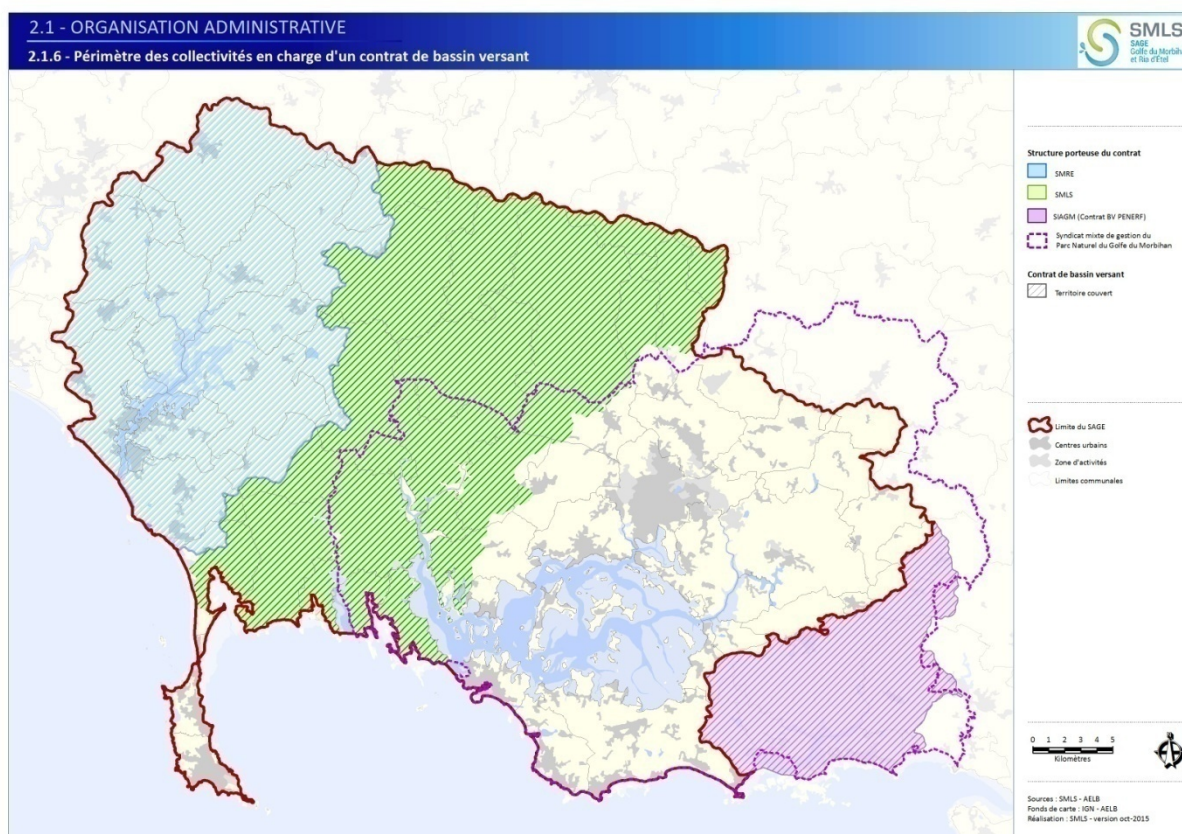 2.1 - ORGANISATION ADMINISTRATIVE
2.1.6 - Périmètre des collectivités en charge d'un contrat de bassin versant
SMLS
SAGE
Golfe du Morbihan
et Ria d'Etel
Structure porteuse du contrat
SMRE
SMLS
SIAGM (Contrat BV PENERF)
Syndicat mixte de gestion du
Parc Naturel du Golfe du Morbihan
Contrat de bassin versant
Territoire couvert
Limite du SAGE
Centres urbains
Zone d'activités
Limites communales
0 1 2 3 4 5
Kilomètres
Sources : SMLS - AELB
Fonds de carte : IGN - AELB
Réalisation : SMLS - version oct-2015